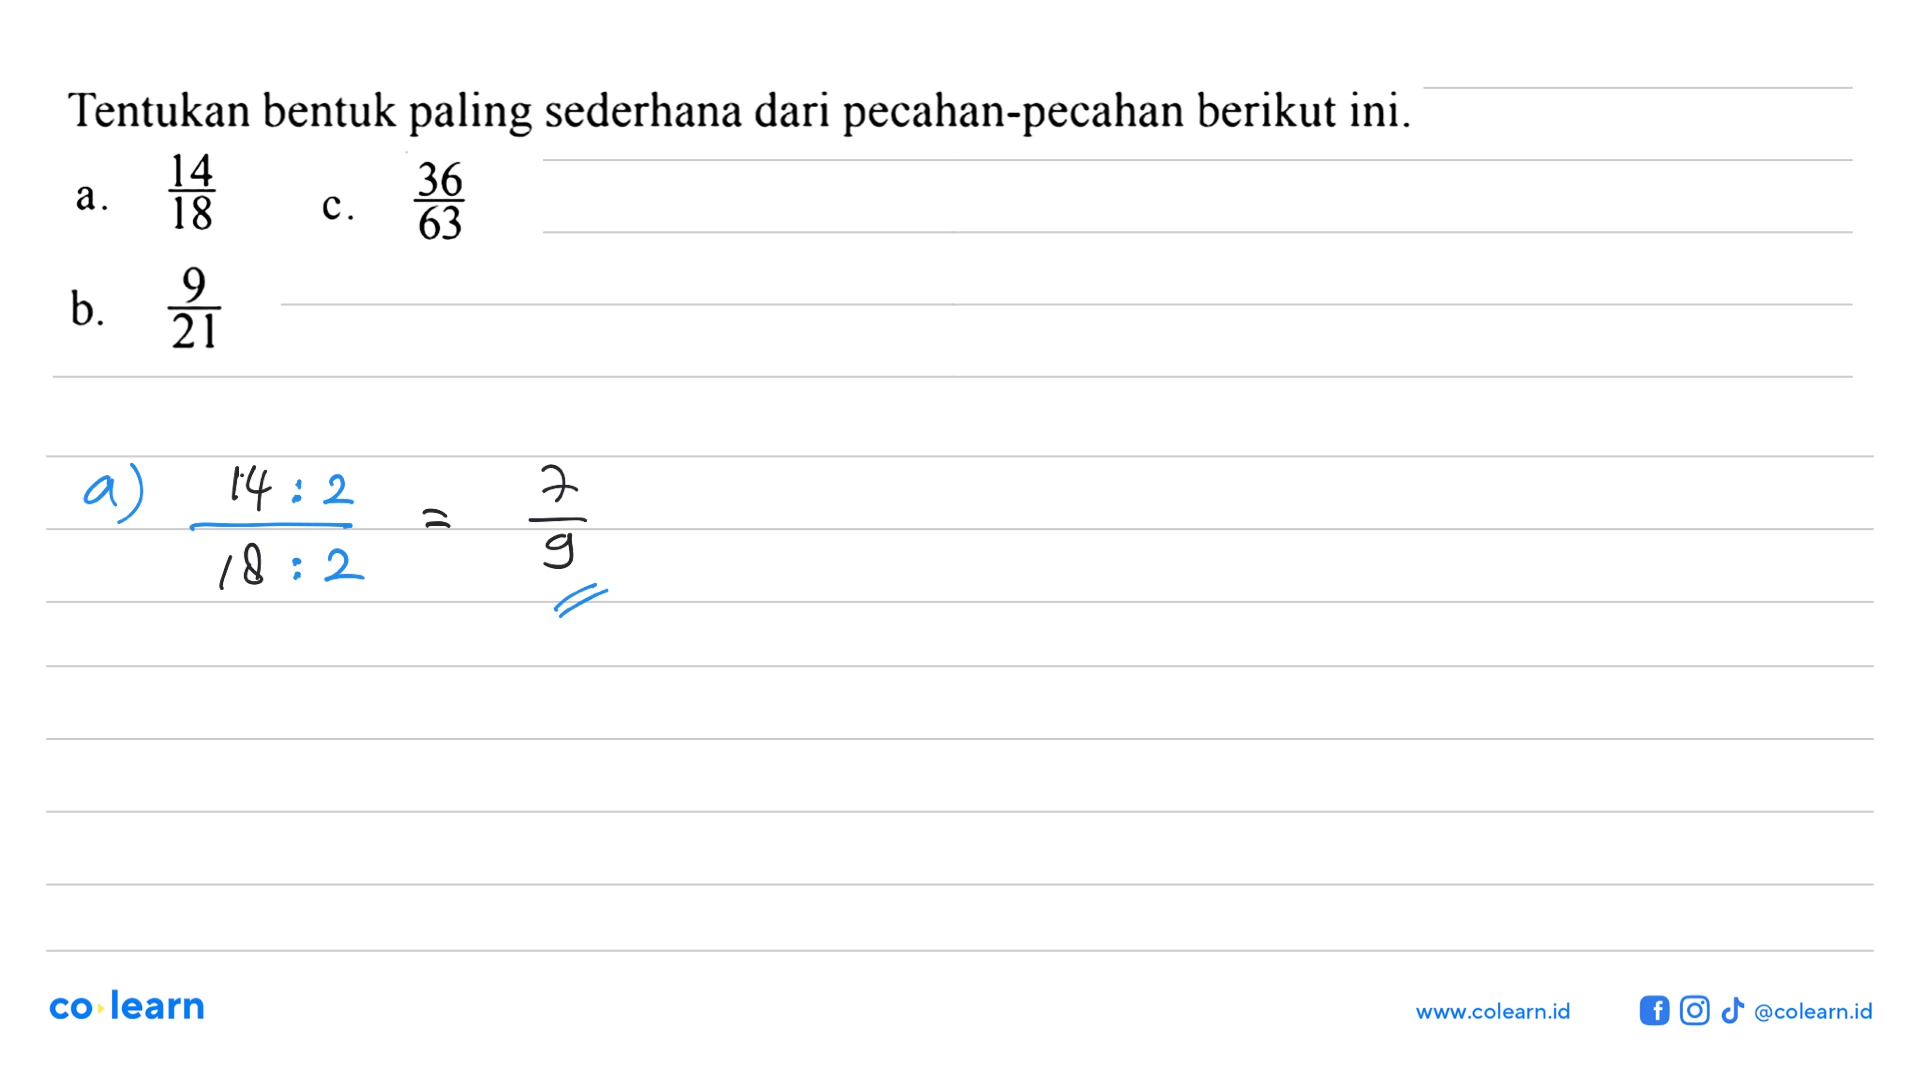 Tentukan bentuk paling sederhana dari pecahan-pecahan berikut ini.
a. 14/18 c. 36/63
b. 9/21
a) 14 : 2 / 18 : 2 = 7/9
co learn
www.colearn.id @colearn.id